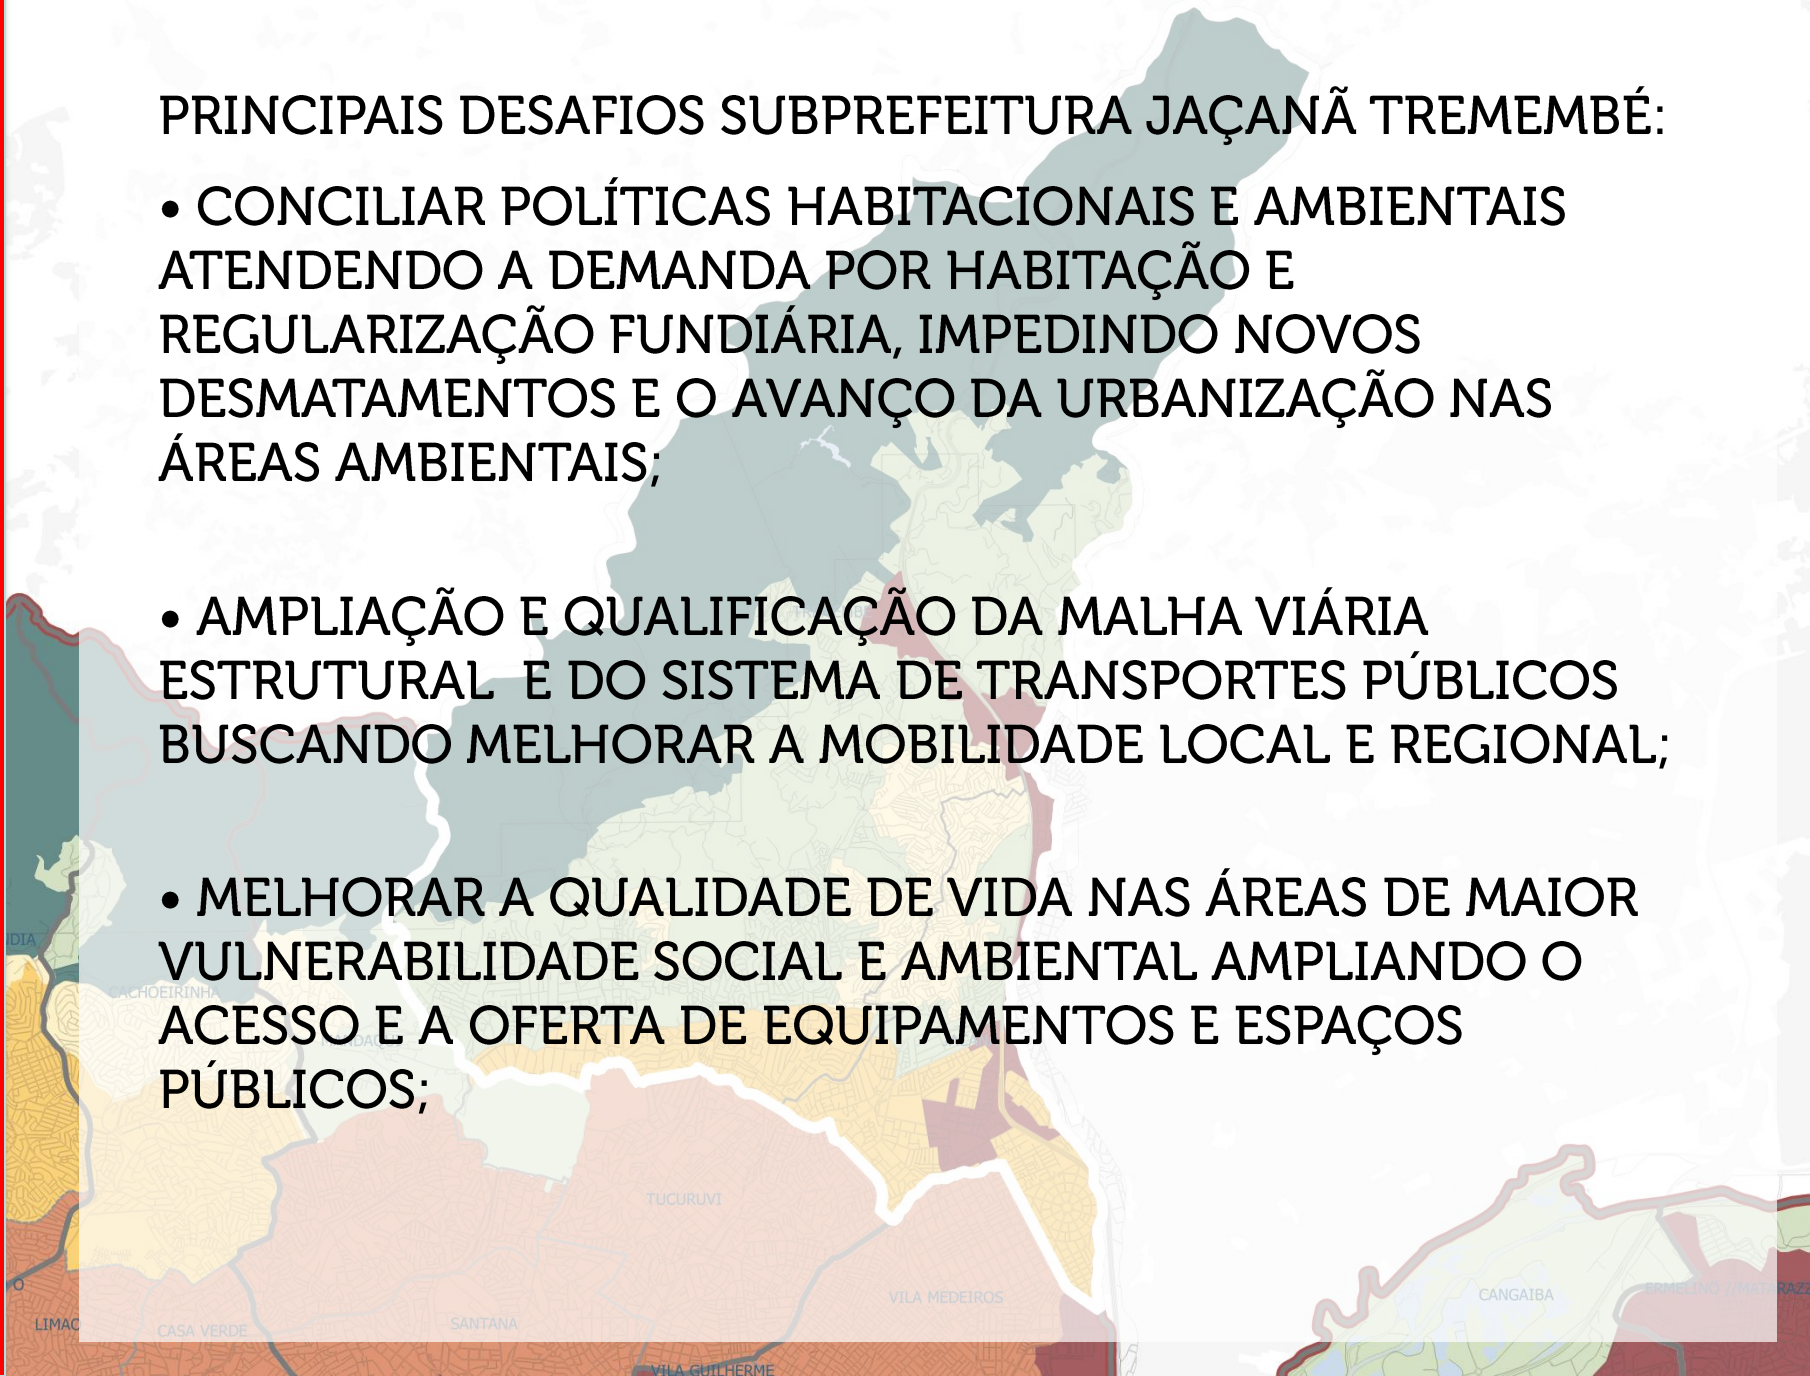 PRINCIPAIS DESAFIOS SUBPREFEITURA JAÇANÃ TREMEMBÉ:
• CONCILIAR POLÍTICAS HABITACIONAIS E AMBIENTAIS
ATENDENDO A DEMANDA POR HABITAÇÃO E
REGULARIZAÇÃO FUNDIÁRIA, IMPEDINDO NOVOS
DESMATAMENTOS E O AVANÇO DA URBANIZAÇÃO NAS
ÁREAS AMBIENTAIS;
• AMPLIAÇÃO E QUALIFICAÇÃO DA MALHA VIÁRIA
ESTRUTURAL  E DO SISTEMA DE TRANSPORTES PÚBLICOS
BUSCANDO MELHORAR A MOBILIDADE LOCAL E REGIONAL;
• MELHORAR A QUALIDADE DE VIDA NAS ÁREAS DE MAIOR
VULNERABILIDADE SOCIAL E AMBIENTAL AMPLIANDO O
ACESSO E A OFERTA DE EQUIPAMENTOS E ESPAÇOS
PÚBLICOS;
CACHOEIRINHA
TUCURUVI
CANGAIBA
VILA MEDEIROS
SANTANA
LIMAO
CASA VERDE
VILA GUILHERME